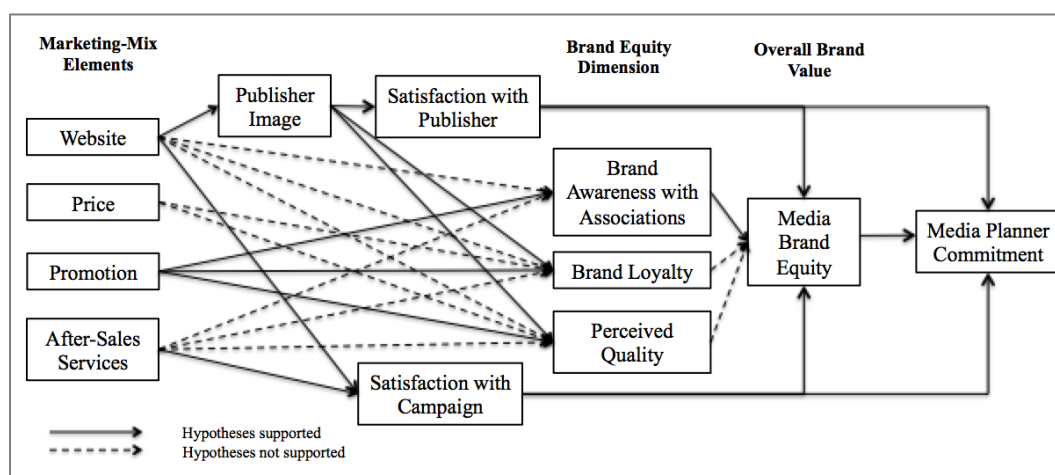 Marketing-Mix
Elements
Brand Equity
Dimension
Overall Brand
Value
Publisher
Image
Satisfaction with
Publisher
Website
Brand
Awareness with
Associations
Price
Media
Brand
Equity
Media Planner
Commitment
Promotion
Brand Loyalty
After-Sales
Services
Perceived
Quality
Satisfaction with
Campaign
Hypotheses supported
Hypotheses not supported